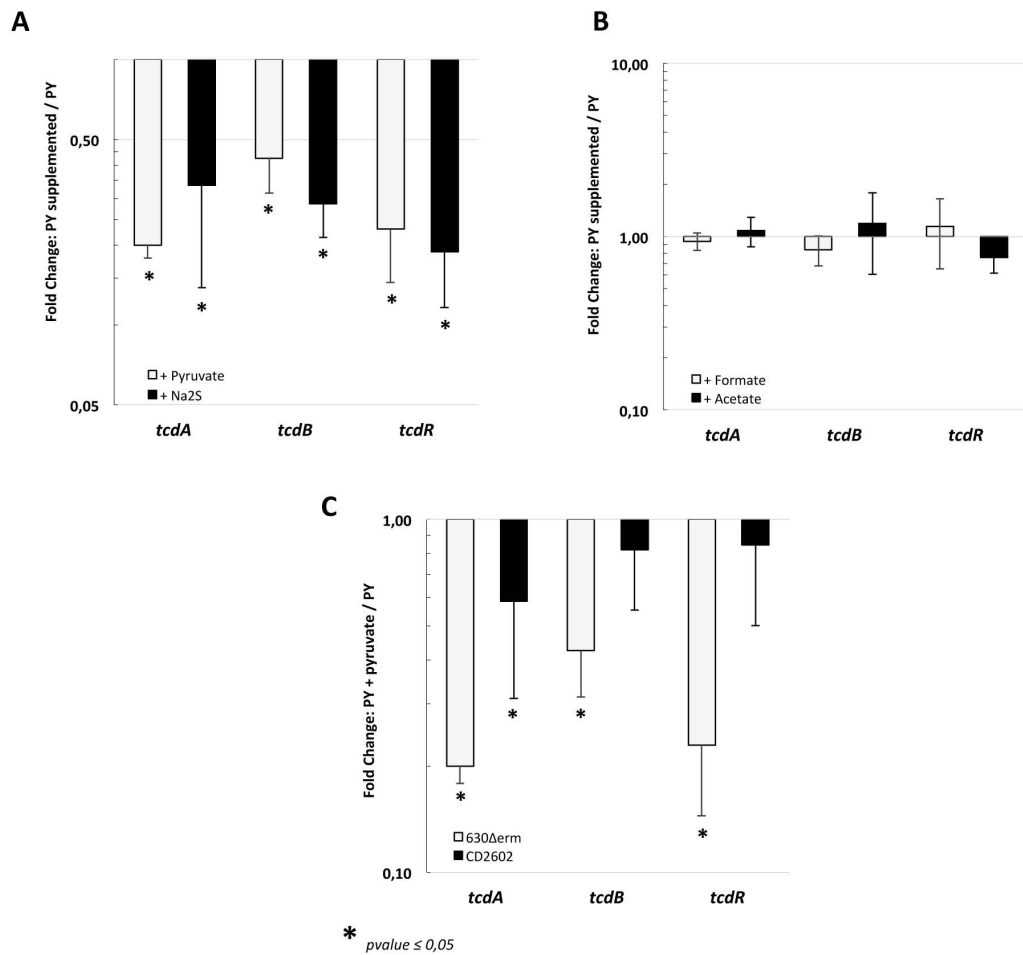 A
Fold Change: PY supplemented / PY
0,50
0,05
+ Pyruvate
+ Na2S
* * * * * *
tcdA tcdB tcdR
B
Fold Change: PY supplemented / PY
10,00
1,00
0,10
+ Formate
+ Acetate
tcdA tcdB tcdR
C
Fold Change: PY + pyruvate / PY
1,00
0,10
* * * *
630Δerm
CD2602
tcdA tcdB tcdR
* pvalue ≤ 0,05